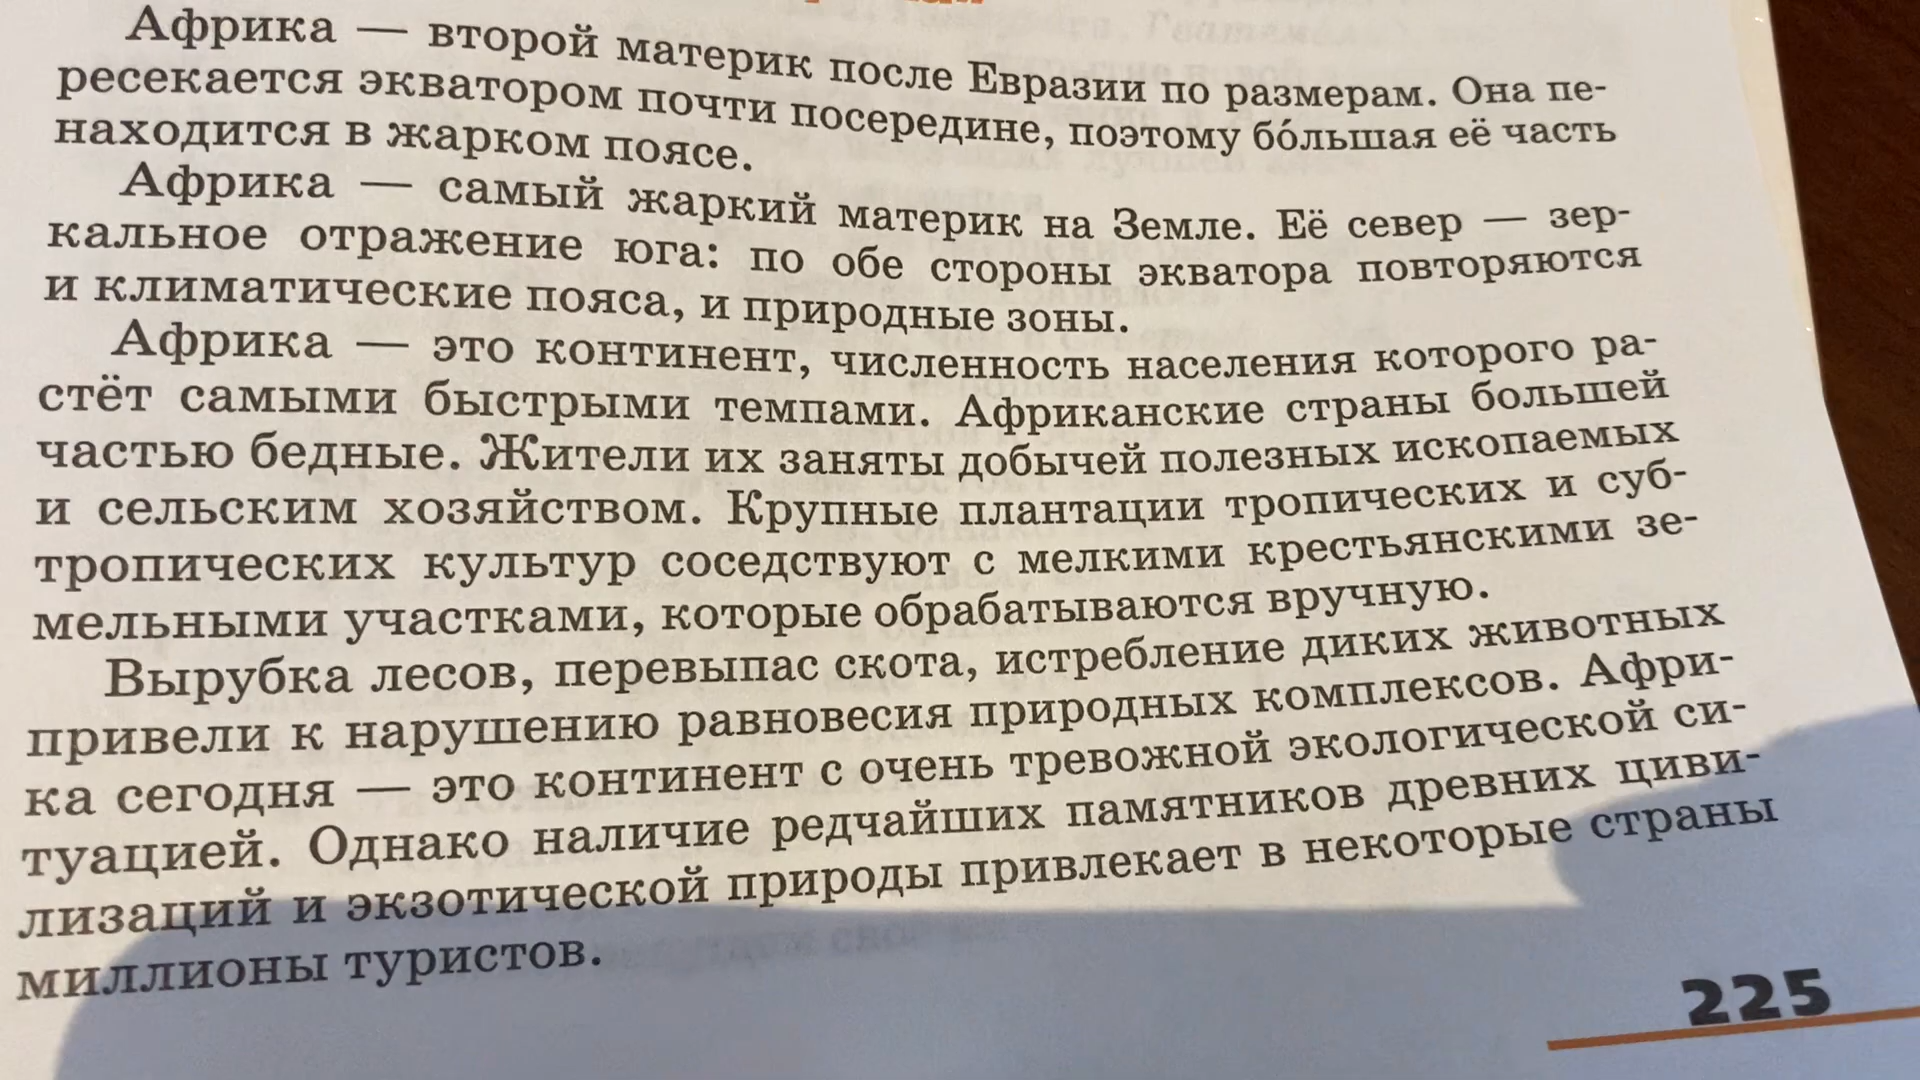 Африка — второй материк после Евразии по размерам. Она пе-
ресекается экватором почти посередине, поэтому бо́льшая её часть
находится в жарком поясе.
Африка — самый жаркий материк на Земле. Её север — зер-
кальное отражение юга: по обе стороны экватора повторяются
и климатические пояса, и природные зоны.
Африка — это континент, численность населения которого ра-
стёт самыми быстрыми темпами. Африканские страны большей
частью бедные. Жители их заняты добычей полезных ископаемых
и сельским хозяйством. Крупные плантации тропических и суб-
тропических культур соседствуют с мелкими крестьянскими зе-
мельными участками, которые обрабатываются вручную.
Вырубка лесов, перевыпас скота, истребление диких животных
привели к нарушению равновесия природных комплексов. Афри-
ка сегодня — это континент с очень тревожной экологической си-
туацией. Однако наличие редчайших памятников древних циви-
лизаций и экзотической природы привлекает в некоторые страны
миллионы туристов.
225